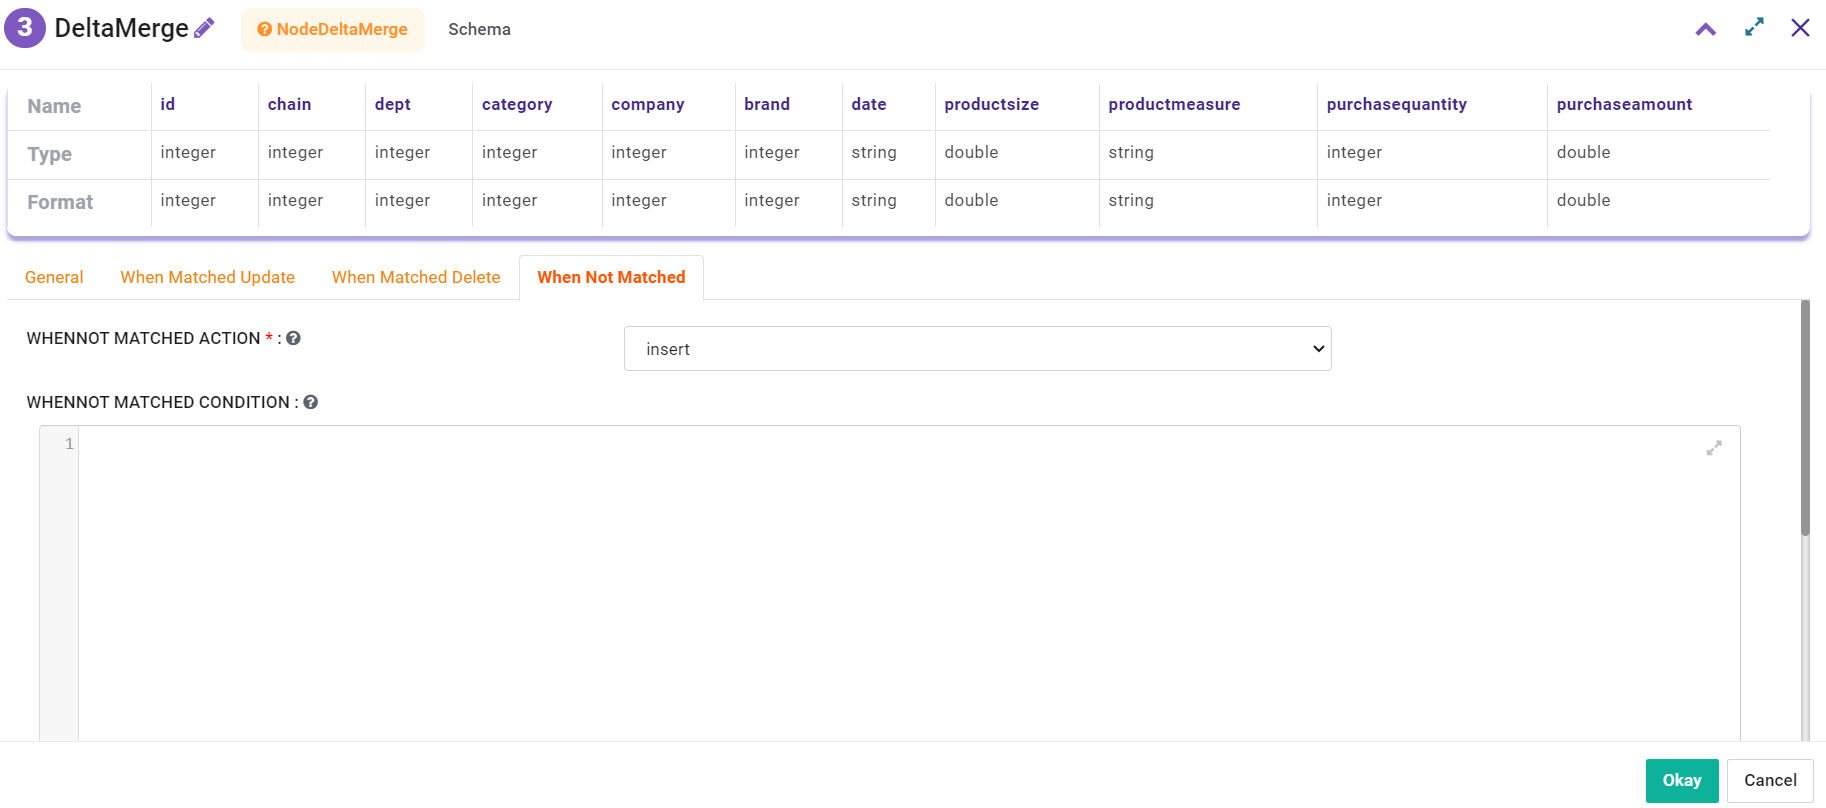 3 DeltaMerge NodeDeltaMerge Schema
Name id chain dept category company brand date productsize productmeasure purchasequantity purchaseamount
Type integer integer integer integer integer integer string double string integer double
Format integer integer integer integer integer integer string double string integer double
General When Matched Update When Matched Delete When Not Matched
WHENNOT MATCHED ACTION * : insert
WHENNOT MATCHED CONDITION :
1
Okay Cancel